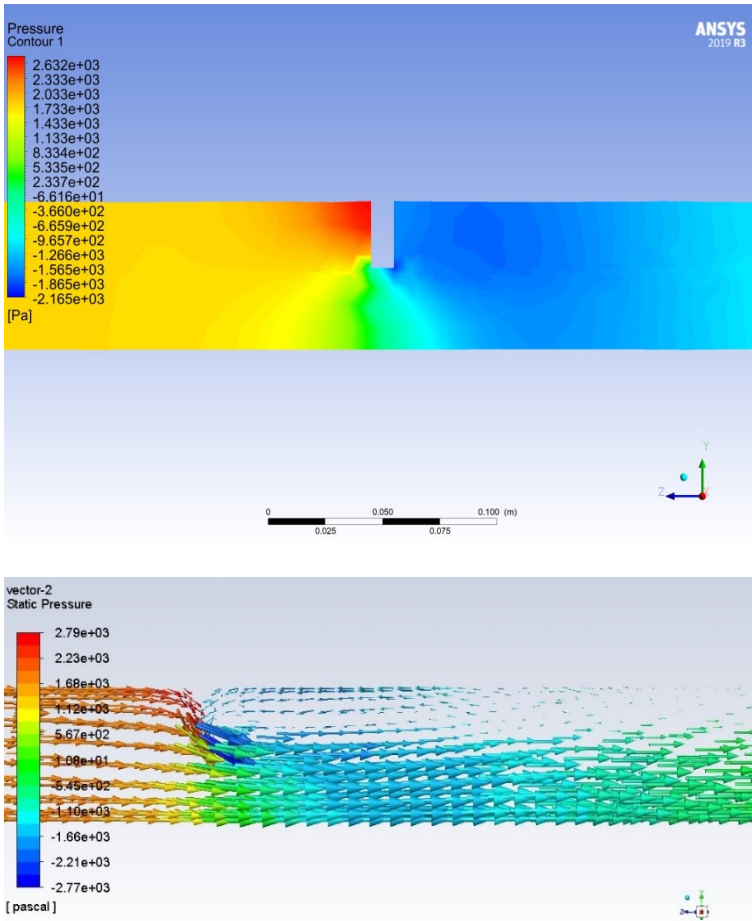 Pressure
Contour 1
ANSYS
2019 R3
2.632e+03
2.333e+03
2.033e+03
1.733e+03
1.433e+03
1.133e+03
8.334e+02
5.335e+02
2.337e+02
-6.616e+01
-3.660e+02
-6.659e+02
-9.657e+02
-1.266e+03
-1.565e+03
-1.865e+03
-2.165e+03
[Pa]
Y
Z X
0 0.050 0.100 (m)
0.025 0.075
vector-2
Static Pressure
2.79e+03
2.23e+03
1.68e+03
1.12e+03
5.67e+02
1.08e+01
-5.45e+02
-1.10e+03
-1.66e+03
-2.21e+03
-2.77e+03
[ pascal ]
Y
Z X